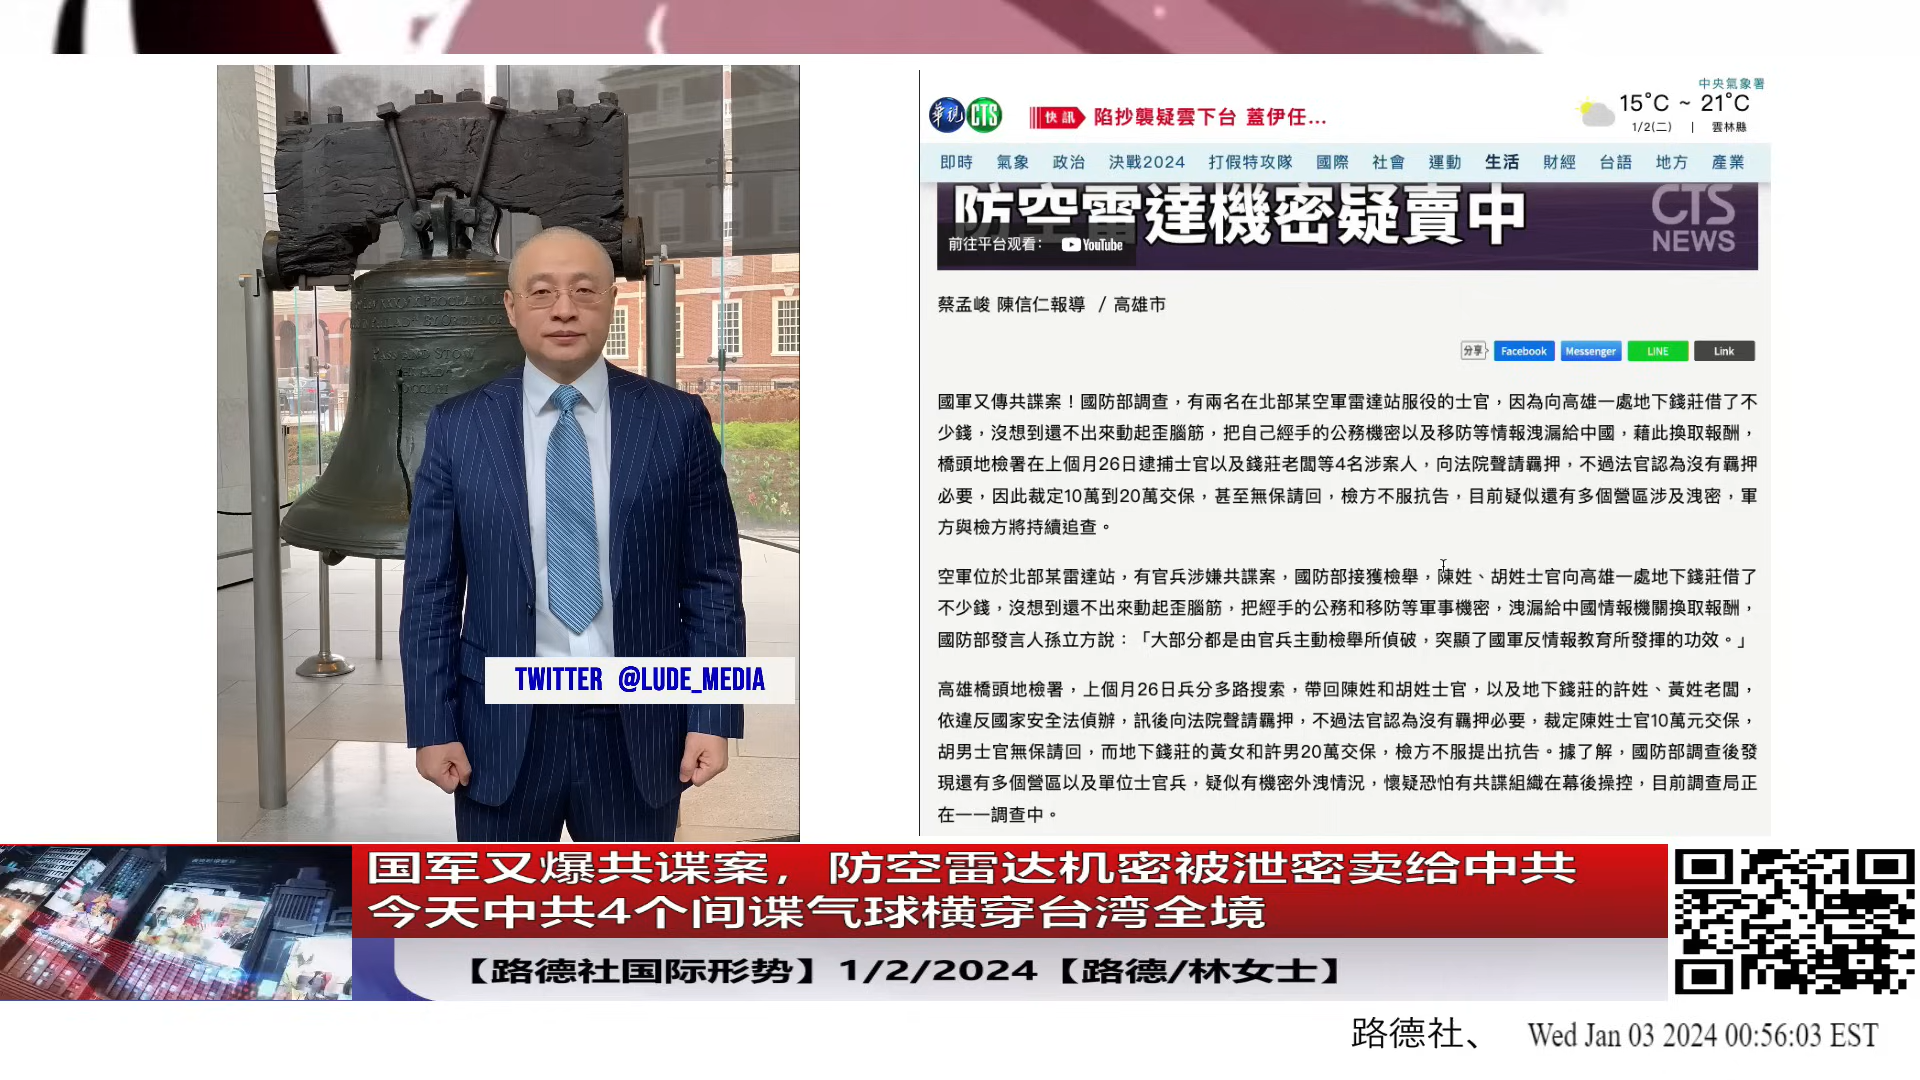 PASS AND STOW
TWITTER @LUDE_MEDIA
華視 CTS
快訊 陷抄襲疑雲下台 蓋伊任...
中央氣象署
15°C ~ 21°C
1/2(二) | 雲林縣
即時 氣象 政治 決戰2024 打假特攻隊 國際 社會 運動 生活 財經 台語 地方 產業
防空雷達機密疑賣中
CTS NEWS
前往平台观看： YouTube
蔡孟峻 陳信仁報導 / 高雄市
分享 Facebook Messenger LINE Link
國軍又傳共諜案！國防部調查，有兩名在北部某空軍雷達站服役的士官，因為向高雄一處地下錢莊借了不
少錢，沒想到還不出來動起歪腦筋，把自己經手的公務機密以及移防等情報洩漏給中國，藉此換取報酬，
橋頭地檢署在上個月26日逮捕士官以及錢莊老闆等4名涉案人，向法院聲請羈押，不過法官認為沒有羈押
必要，因此裁定10萬到20萬交保，甚至無保請回，檢方不服抗告，目前疑似還有多個營區涉及洩密，軍
方與檢方將持續追查。
空軍位於北部某雷達站，有官兵涉嫌共諜案，國防部接獲檢舉，陳姓、胡姓士官向高雄一處地下錢莊借了
不少錢，沒想到還不出來動起歪腦筋，把經手的公務和移防等軍事機密，洩漏給中國情報機關換取報酬，
國防部發言人孫立方說：「大部分都是由官兵主動檢舉所偵破，突顯了國軍反情報教育所發揮的功效。」
高雄橋頭地檢署，上個月26日兵分多路搜索，帶回陳姓和胡姓士官，以及地下錢莊的許姓、黃姓老闆，
依違反國家安全法偵辦，訊後向法院聲請羈押，不過法官認為沒有羈押必要，裁定陳姓士官10萬元交保，
胡男士官無保請回，而地下錢莊的黃女和許男20萬交保，檢方不服提出抗告。據了解，國防部調查後發
現還有多個營區以及單位士官兵，疑似有機密外洩情況，懷疑恐怕有共諜組織在幕後操控，目前調查局正
在一一調查中。
国军又爆共谍案，防空雷达机密被泄密卖给中共
今天中共4个间谍气球横穿台湾全境
【路德社国际形势】1/2/2024【路德/林女士】
路德社、 Wed Jan 03 2024 00:56:03 EST